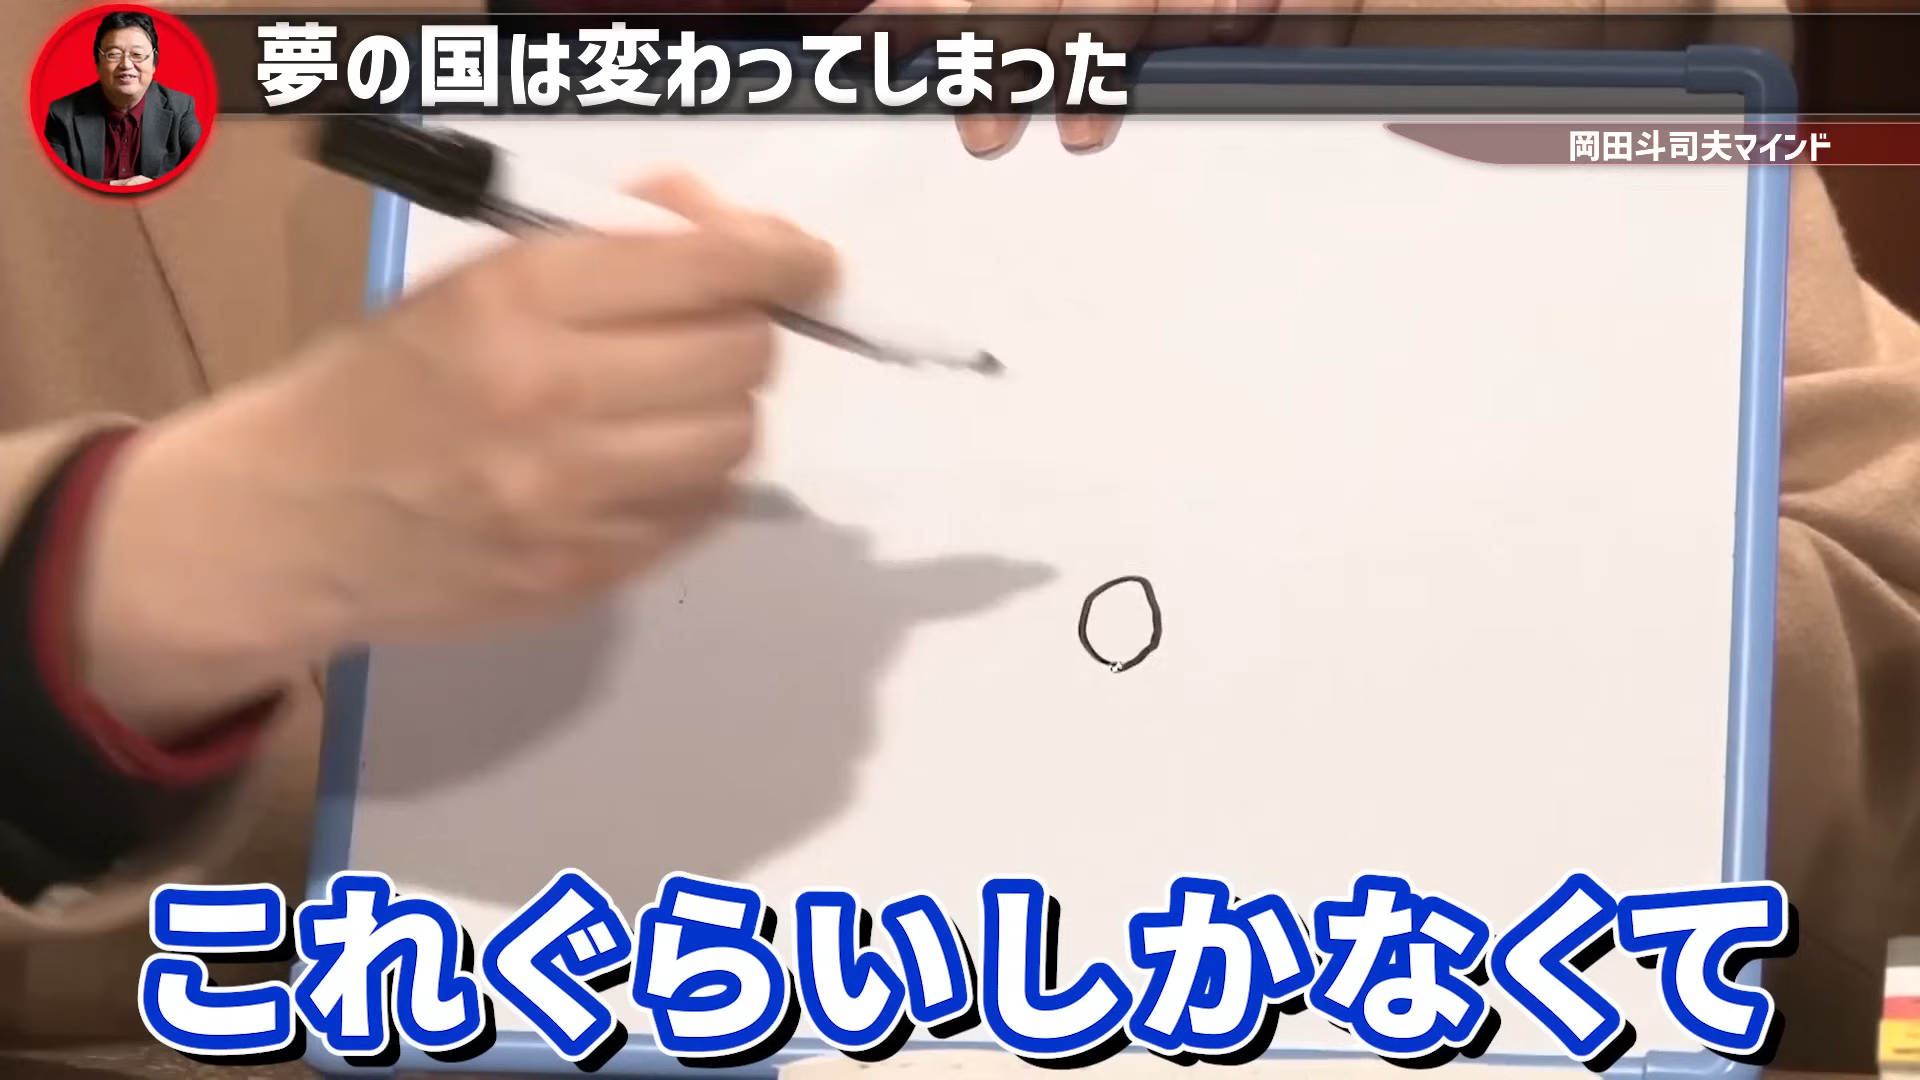 夢の国は変わってしまった
岡田斗司夫マインド
これぐらいしかなくて